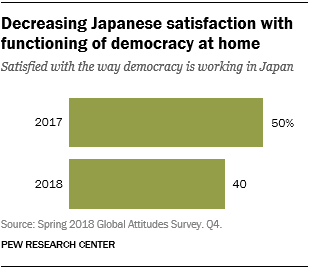 Decreasing Japanese satisfaction with
functioning of democracy at home
Satisfied with the way democracy is working in Japan
2017 50%
2018 40
Source: Spring 2018 Global Attitudes Survey. Q4.
PEW RESEARCH CENTER